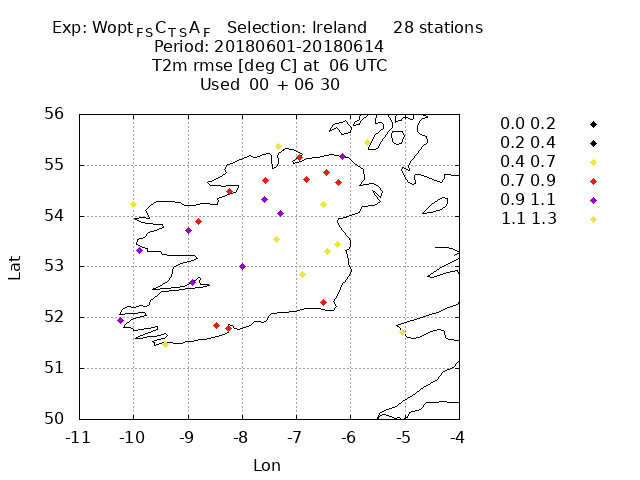 Exp: WoptFSCTSAF Selection: Ireland 28 stations
Period: 20180601-20180614
T2m rmse [deg C] at 06 UTC
Used 00 + 06 30
0.0 0.2
0.2 0.4
0.4 0.7
0.7 0.9
0.9 1.1
1.1 1.3
56
55
54
53
52
51
50
Lat
-11 -10 -9 -8 -7 -6 -5 -4
Lon